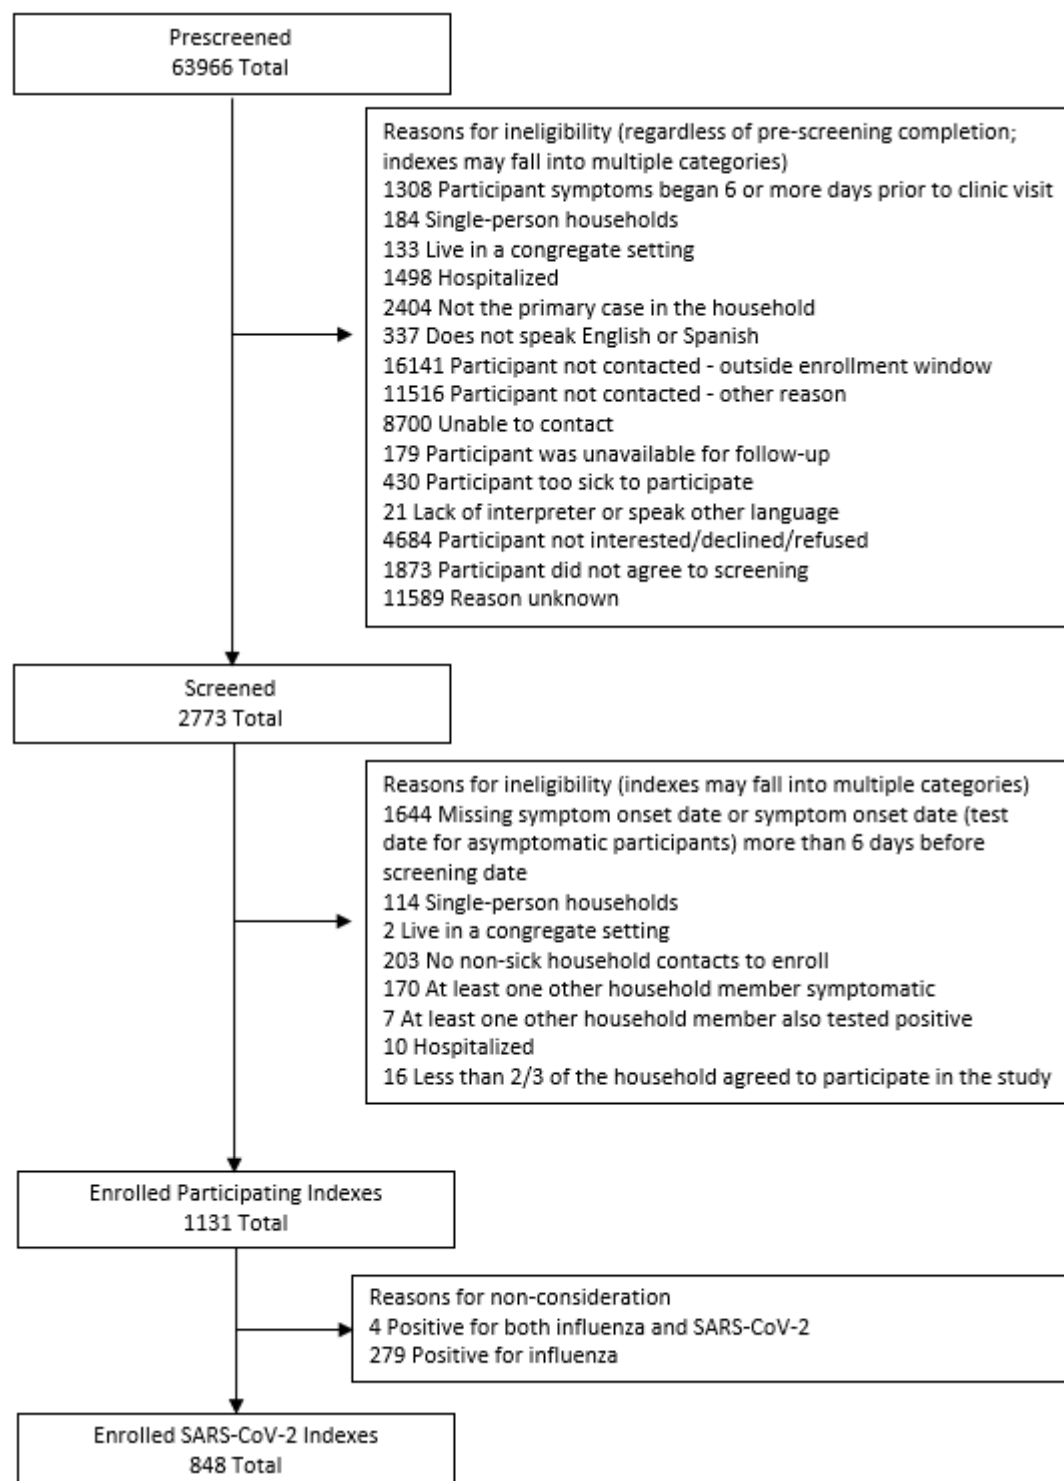 Prescreened
63966 Total
Reasons for ineligibility (regardless of pre-screening completion;
indexes may fall into multiple categories)
1308 Participant symptoms began 6 or more days prior to clinic visit
184 Single-person households
133 Live in a congregate setting
1498 Hospitalized
2404 Not the primary case in the household
337 Does not speak English or Spanish
16141 Participant not contacted - outside enrollment window
11516 Participant not contacted - other reason
8700 Unable to contact
179 Participant was unavailable for follow-up
430 Participant too sick to participate
21 Lack of interpreter or speak other language
4684 Participant not interested/declined/refused
1873 Participant did not agree to screening
11589 Reason unknown
Screened
2773 Total
Reasons for ineligibility (indexes may fall into multiple categories)
1644 Missing symptom onset date or symptom onset date (test
date for asymptomatic participants) more than 6 days before
screening date
114 Single-person households
2 Live in a congregate setting
203 No non-sick household contacts to enroll
170 At least one other household member symptomatic
7 At least one other household member also tested positive
10 Hospitalized
16 Less than 2/3 of the household agreed to participate in the study
Enrolled Participating Indexes
1131 Total
Reasons for non-consideration
4 Positive for both influenza and SARS-CoV-2
279 Positive for influenza
Enrolled SARS-CoV-2 Indexes
848 Total